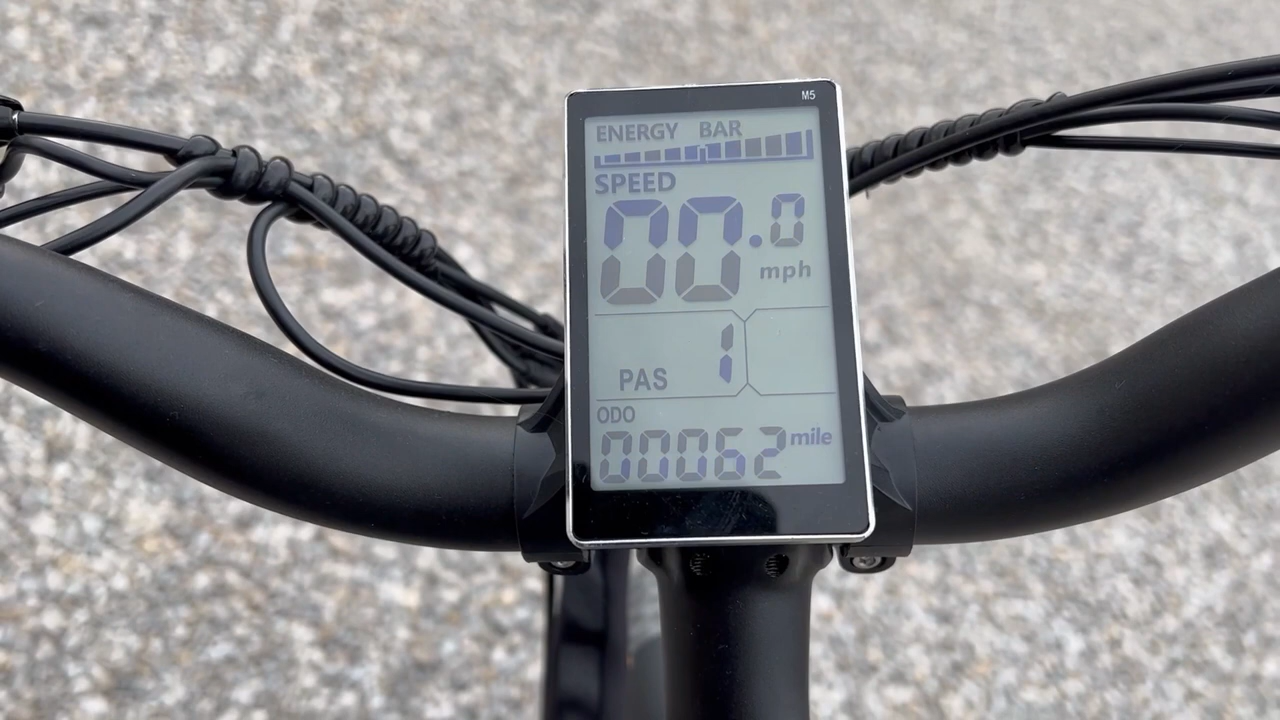 M5
ENERGY BAR
SPEED
00.0
mph
PAS 1
ODO
00062 mile